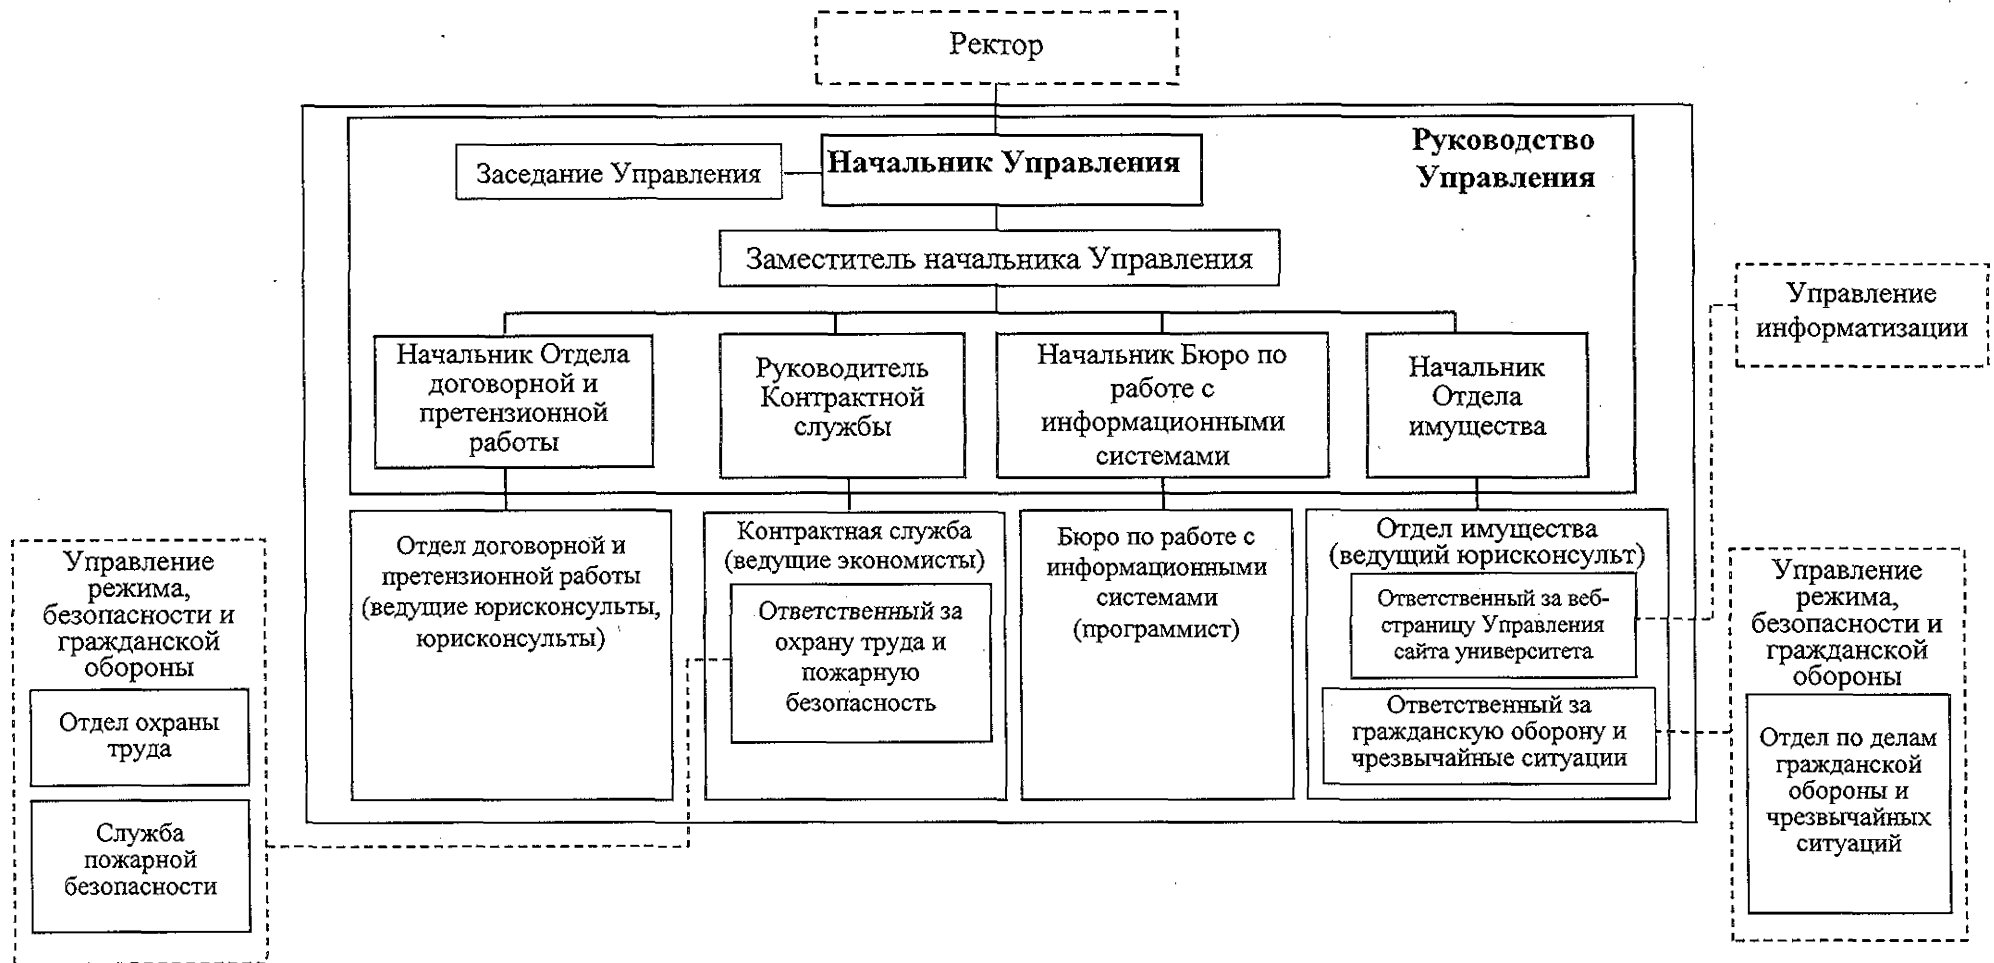 Ректор
Руководство
Управления
Начальник Управления
Заседание Управления
Заместитель начальника Управления
Начальник Отдела
договорной и
претензионной
работы
Руководитель
Контрактной
службы
Начальник Бюро по
работе с
информационными
системами
Начальник
Отдела
имущества
Управление
информатизации
Отдел договорной и
претензионной работы
(ведущие юрисконсульты,
юрисконсульты)
Контрактная служба
(ведущие экономисты)
Ответственный за
охрану труда и
пожарную
безопасность
Бюро по работе с
информационными
системами
(программист)
Отдел имущества
(ведущий юрисконсульт)
Ответственный за веб-
страницу Управления
сайта университета
Ответственный за
гражданскую оборону и
чрезвычайные ситуации
Управление
режима,
безопасности и
гражданской
обороны
Отдел охраны
труда
Служба
пожарной
безопасности
Управление
режима,
безопасности и
гражданской
обороны
Отдел по делам
гражданской
обороны и
чрезвычайных
ситуаций